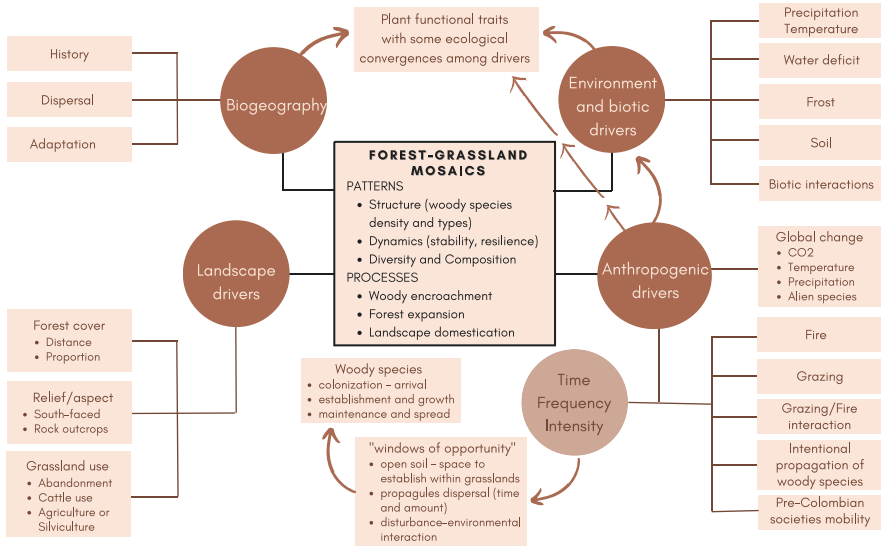 History
Dispersal
Adaptation
Biogeography
Plant functional traits
with some ecological
convergences among drivers
Environment
and biotic
drivers
Precipitation
Temperature
Water deficit
Frost
Soil
Biotic interactions
FOREST-GRASSLAND
MOSAICS
PATTERNS
• Structure (woody species
density and types)
• Dynamics (stability, resilience)
• Diversity and Composition
PROCESSES
• Woody encroachment
• Forest expansion
• Landscape domestication
Landscape
drivers
Anthropogenic
drivers
Global change
• CO2
• Temperature
• Precipitation
• Alien species
Forest cover
• Distance
• Proportion
Relief/aspect
• South-faced
• Rock outcrops
Grassland use
• Abandonment
• Cattle use
• Agriculture or
Silviculture
Woody species
• colonization - arrival
• establishment and growth
• maintenance and spread
Time
Frequency
Intensity
"windows of opportunity"
• open soil - space to
establish within grasslands
• propagules dispersal (time
and amount)
• disturbance-environmental
interaction
Fire
Grazing
Grazing/Fire
interaction
Intentional
propagation of
woody species
Pre-Colombian
societies mobility